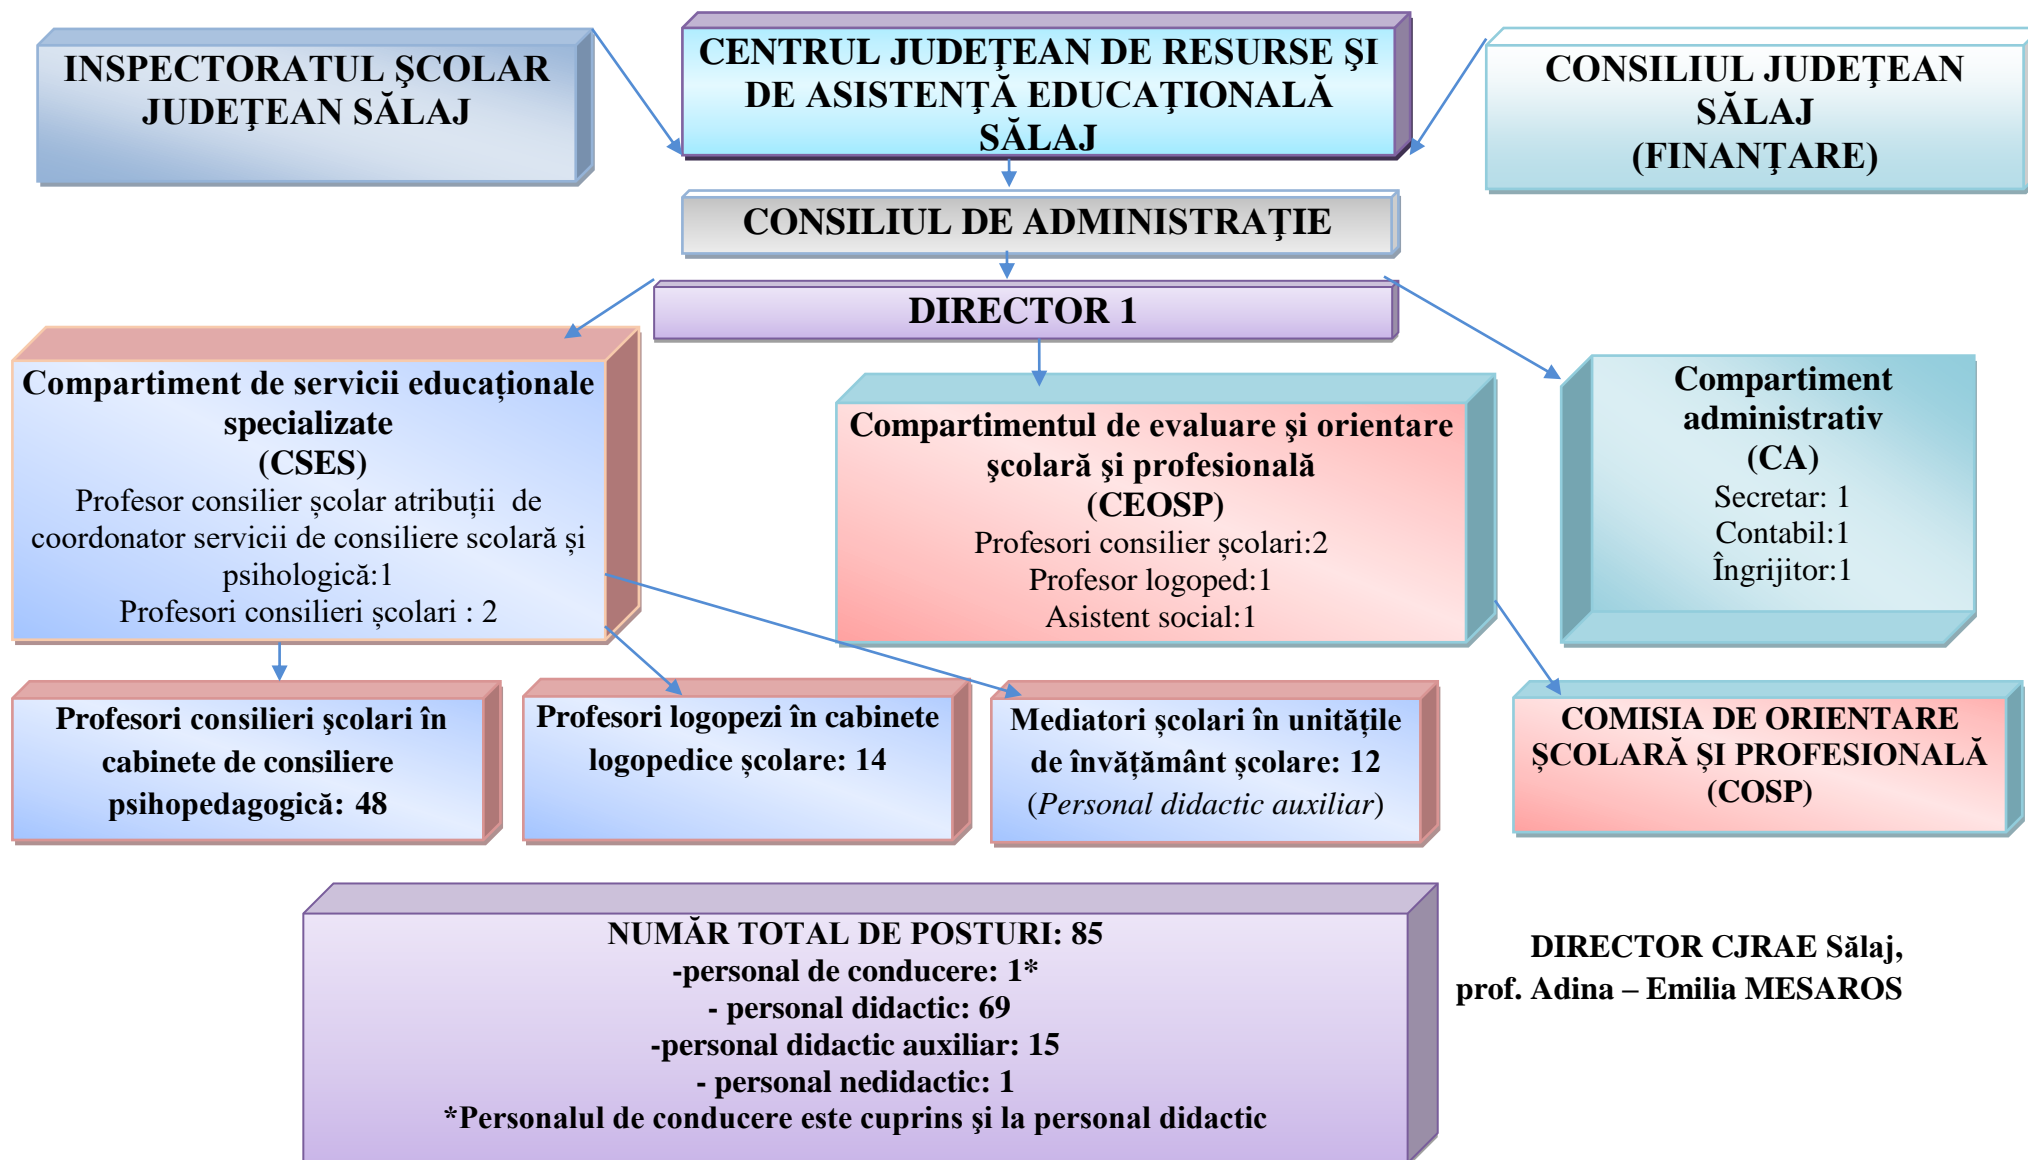 INSPECTORATUL ŞCOLAR
JUDEŢEAN SĂLAJ
CENTRUL JUDEŢEAN DE RESURSE ŞI
DE ASISTENŢĂ EDUCAŢIONALĂ
SĂLAJ
CONSILIUL JUDEŢEAN
SĂLAJ
(FINANŢARE)
CONSILIUL DE ADMINISTRAŢIE
DIRECTOR 1
Compartiment de servicii educaționale
specializate
(CSES)
Profesor consilier școlar atribuții de
coordonator servicii de consiliere scolară și
psihologică:1
Profesori consilieri școlari : 2
Compartimentul de evaluare şi orientare
şcolară şi profesională
(CEOSP)
Profesori consilier școlari:2
Profesor logoped:1
Asistent social:1
Compartiment
administrativ
(CA)
Secretar: 1
Contabil:1
Îngrijitor:1
Profesori consilieri şcolari în
cabinete de consiliere
psihopedagogică: 48
Profesori logopezi în cabinete
logopedice școlare: 14
Mediatori școlari în unitățile
de învățământ școlare: 12
(Personal didactic auxiliar)
COMISIA DE ORIENTARE
ȘCOLARĂ ȘI PROFESIONALĂ
(COSP)
NUMĂR TOTAL DE POSTURI: 85
-personal de conducere: 1*
- personal didactic: 69
-personal didactic auxiliar: 15
- personal nedidactic: 1
*Personalul de conducere este cuprins şi la personal didactic
DIRECTOR CJRAE Sălaj,
prof. Adina – Emilia MESAROS